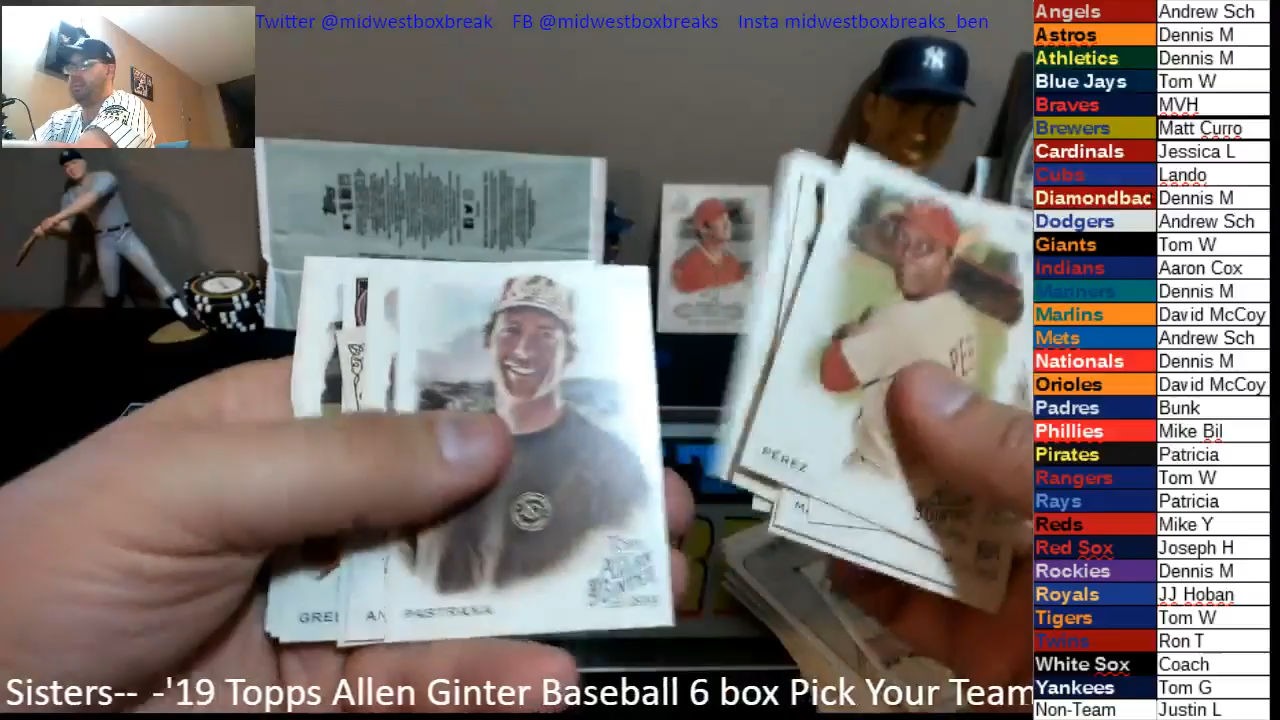 Twitter @midwestboxbreak FB @midwestboxbreaks Insta midwestboxbreaks_ben
Angels Andrew Sch
Astros Dennis M
Athletics Dennis M
Blue Jays Tom W
Braves MVH
Brewers Matt Curro
Cardinals Jessica L
Cubs Lando
Diamondbac Dennis M
Dodgers Andrew Sch
Giants Tom W
Indians Aaron Cox
Mariners Dennis M
Marlins David McCoy
Mets Andrew Sch
Nationals Dennis M
Orioles David McCoy
Padres Bunk
Phillies Mike Bil
Pirates Patricia
Rangers Tom W
Rays Patricia
Reds Mike Y
Red Sox Joseph H
Rockies Dennis M
Royals JJ Hoban
Tigers Tom W
Twins Ron T
White Sox Coach
Yankees Tom G
Non-Team Justin L
PEREZ
GREI AN PASTRANA
Sisters-- -'19 Topps Allen Ginter Baseball 6 box Pick Your Team